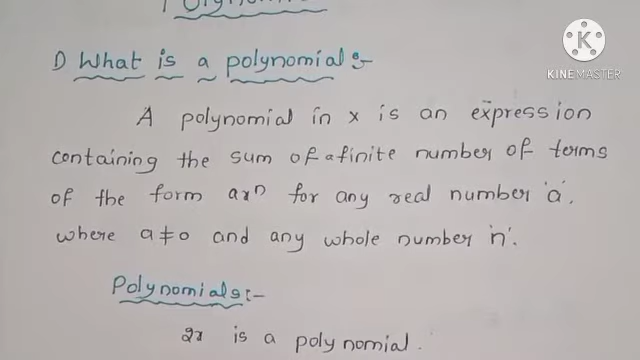 Polynomials
1) What is a polynomial :-
A polynomial in x is an expression
containing the sum of a finite number of terms
of the form axⁿ for any real number 'a',
where a≠0 and any whole number 'n'.
Polynomials :-
2x is a polynomial.
KINEMASTER